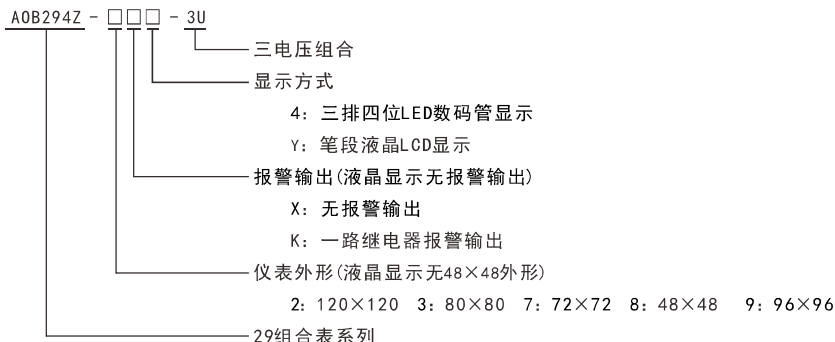 AOB294Z-□□□-3U
三电压组合
显示方式
4：三排四位LED数码管显示
Y：笔段液晶LCD显示
报警输出(液晶显示无报警输出)
X：无报警输出
K：一路继电器报警输出
仪表外形(液晶显示无48×48外形)
2：120×120 3：80×80 7：72×72 8：48×48 9：96×96
29组合表系列